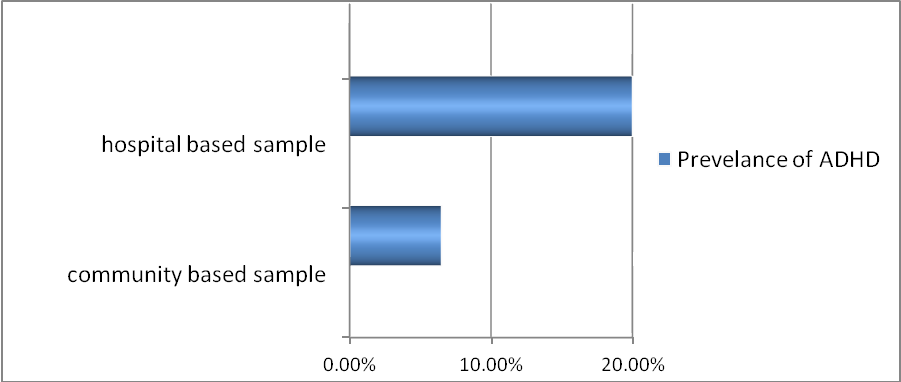 hospital based sample
Prevelance of ADHD
community based sample
0.00% 10.00% 20.00%